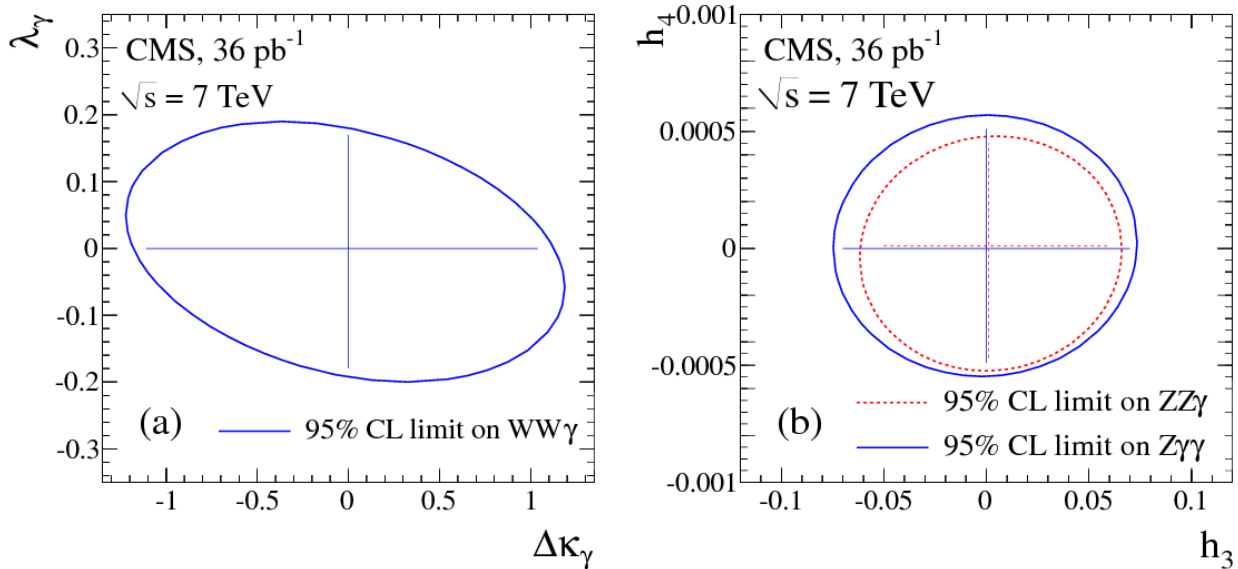 λγ
CMS, 36 pb⁻¹
√s = 7 TeV
0.3
0.2
0.1
0
-0.1
-0.2
-0.3
(a)
95% CL limit on WWγ
-1
-0.5
0
0.5
1
Δκγ
h₄
0.001
CMS, 36 pb⁻¹
√s = 7 TeV
0.0005
0
-0.0005
-0.001
(b)
95% CL limit on ZZγ
95% CL limit on Zγγ
-0.1
-0.05
0
0.05
0.1
h₃